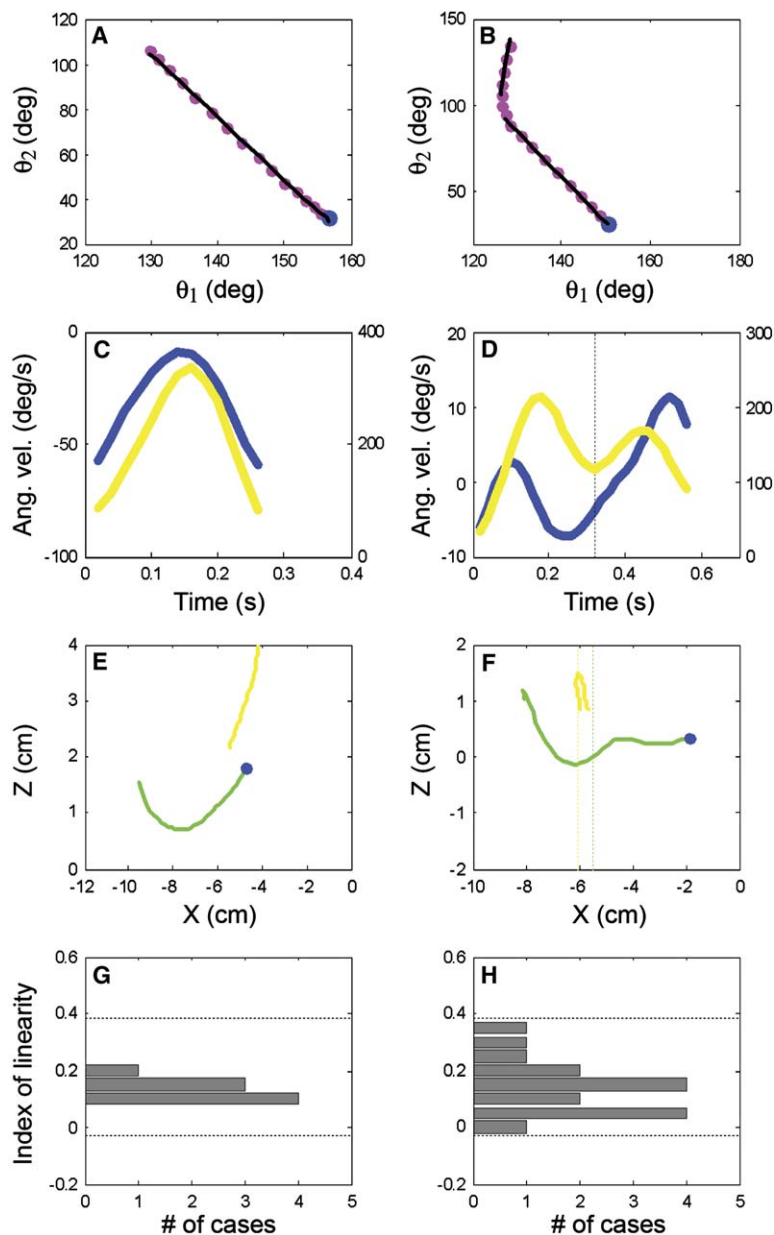 A
120
100
80
60
40
20
θ2 (deg)
120 130 140 150 160
θ1 (deg)
B
150
100
50
θ2 (deg)
120 140 160 180
θ1 (deg)
C
0
-50
-100
Ang. vel. (deg/s)
400
200
0
0 0.1 0.2 0.3 0.4
Time (s)
D
20
10
0
-10
Ang. vel. (deg/s)
300
200
100
0
0 0.2 0.4 0.6
Time (s)
E
4
3
2
1
0
Z (cm)
-12 -10 -8 -6 -4 -2 0
X (cm)
F
2
1
0
-1
-2
Z (cm)
-10 -8 -6 -4 -2 0
X (cm)
G
0.6
0.4
0.2
0
-0.2
Index of linearity
0 1 2 3 4 5
# of cases
H
0.6
0.4
0.2
0
-0.2
0 1 2 3 4 5
# of cases